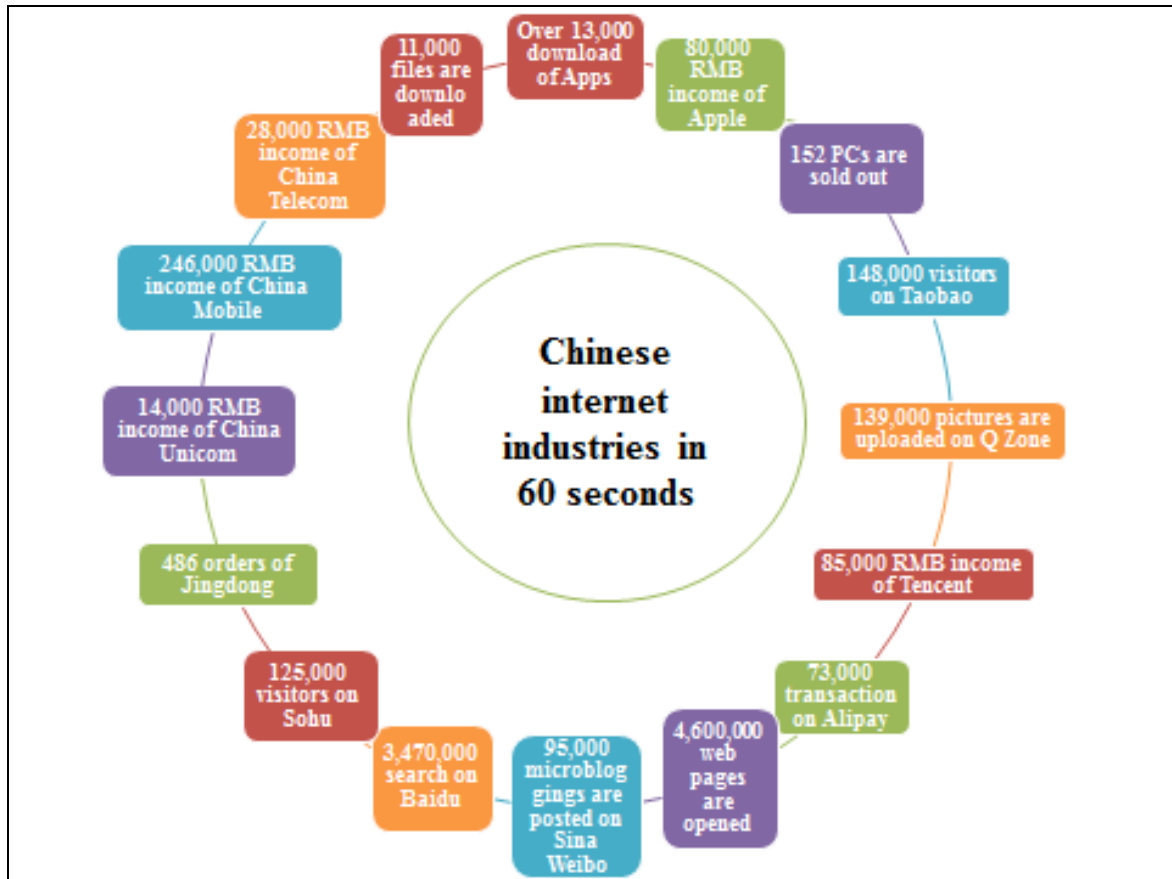 Over 13,000
download
of Apps
80,000
RMB
income of
Apple
152 PCs are
sold out
148,000 visitors
on Taobao
139,000 pictures are
uploaded on Q Zone
85,000 RMB income
of Tencent
73,000
transaction
on Alipay
4,600,000
web
pages
are
opened
95,000
microblog
gings are
posted on
Sina
Weibo
3,470,000
search on
Baidu
125,000
visitors on
Sohu
486 orders of
Jingdong
14,000 RMB
income of China
Unicom
246,000 RMB
income of China
Mobile
28,000 RMB
income of
China
Telecom
11,000
files are
downlo
aded
Chinese
internet
industries in
60 seconds